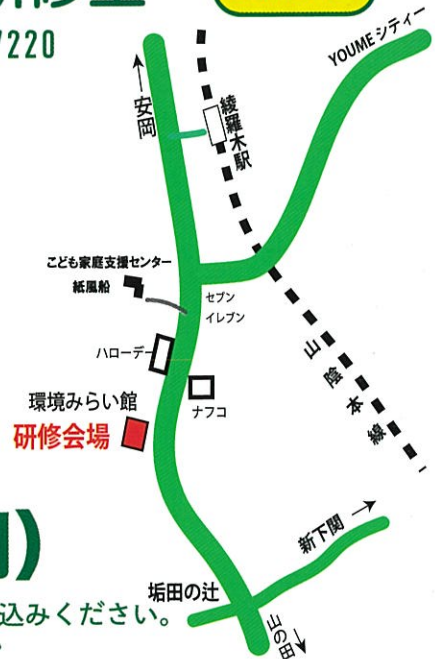 /220
YOUMEシティー
安岡
綾羅木駅
こども家庭支援センター
紙風船
セブン
イレブン
ハローデー
山陰本線
環境みらい館
ナフコ
研修会場
新下関
)
垢田の辻
込みください。
山の田